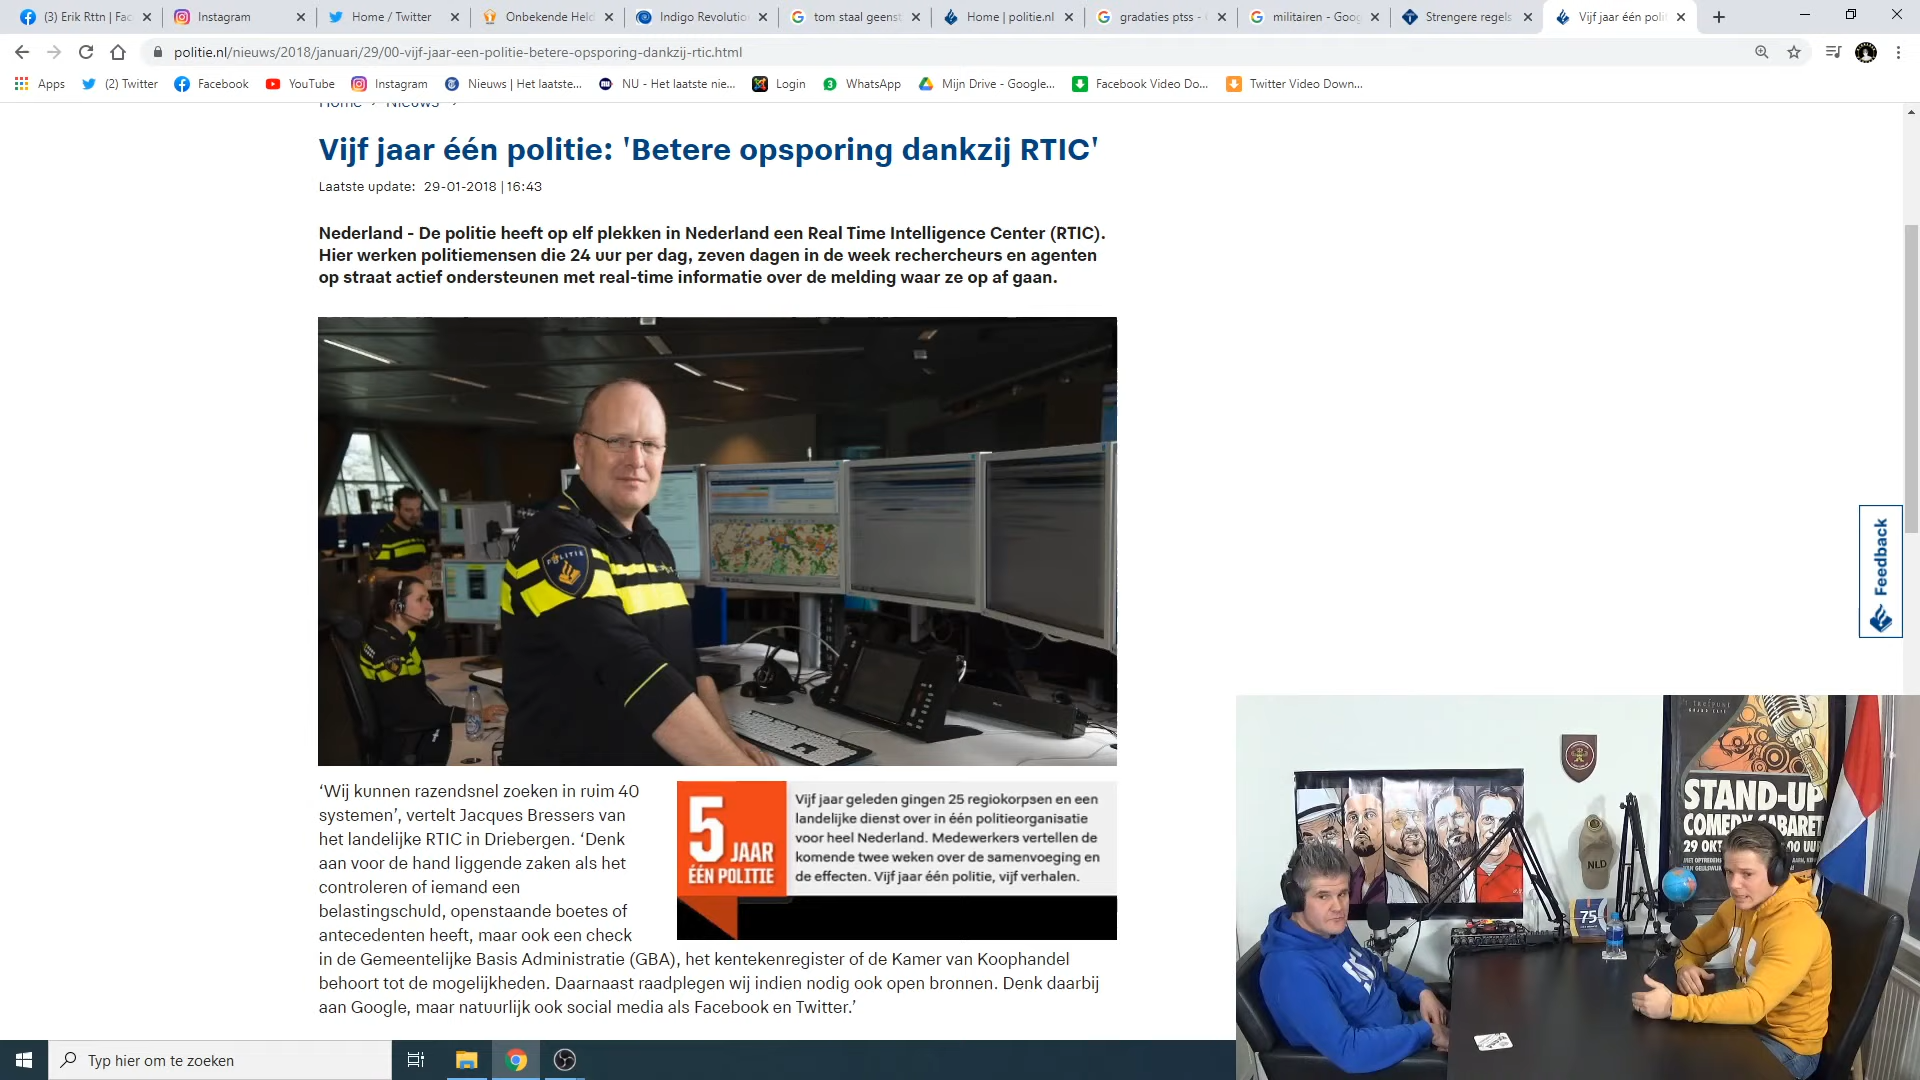 (3) Erik Rttn | Fac
Instagram
Home / Twitter
Onbekende Held
Indigo Revolutio
tom staal geenst
Home | politie.nl
gradaties ptss -
militairen - Goog
Strengere regels
Vijf jaar één polit
politie.nl/nieuws/2018/januari/29/00-vijf-jaar-een-politie-betere-opsporing-dankzij-rtic.html
Apps
(2) Twitter
Facebook
YouTube
Instagram
Nieuws | Het laatste...
NU - Het laatste nie...
Login
WhatsApp
Mijn Drive - Google...
Facebook Video Do...
Twitter Video Down...
Home › Nieuws ›
Vijf jaar één politie: 'Betere opsporing dankzij RTIC'
Laatste update: 29-01-2018 | 16:43
Nederland - De politie heeft op elf plekken in Nederland een Real Time Intelligence Center (RTIC).
Hier werken politiemensen die 24 uur per dag, zeven dagen in de week rechercheurs en agenten
op straat actief ondersteunen met real-time informatie over de melding waar ze op af gaan.
POLITIE
‘Wij kunnen razendsnel zoeken in ruim 40
systemen’, vertelt Jacques Bressers van
het landelijke RTIC in Driebergen. ‘Denk
aan voor de hand liggende zaken als het
controleren of iemand een
belastingschuld, openstaande boetes of
antecedenten heeft, maar ook een check
in de Gemeentelijke Basis Administratie (GBA), het kentekenregister of de Kamer van Koophandel
behoort tot de mogelijkheden. Daarnaast raadplegen wij indien nodig ook open bronnen. Denk daarbij
aan Google, maar natuurlijk ook social media als Facebook en Twitter.’
5 JAAR
ÉÉN POLITIE
Vijf jaar geleden gingen 25 regiokorpsen en een
landelijke dienst over in één politieorganisatie
voor heel Nederland. Medewerkers vertellen de
komende twee weken over de samenvoeging en
de effecten. Vijf jaar één politie, vijf verhalen.
Feedback
STAND-UP
COMEDY CABARET
29 OKT
00 UUR
NLD
75
Typ hier om te zoeken